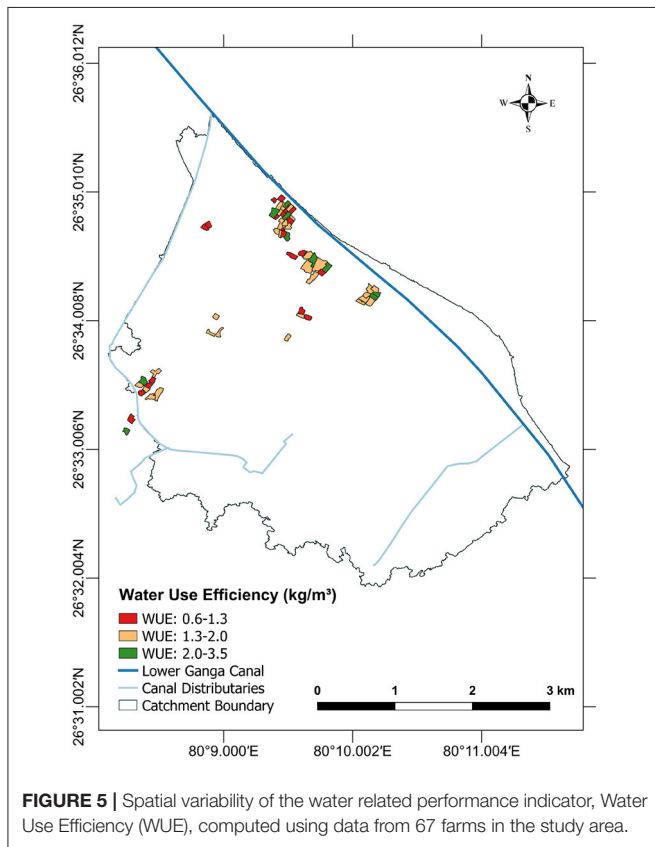 26°36.012'N
26°35.010'N
26°34.008'N
26°33.006'N
26°32.004'N
26°31.002'N
N
W E
S
Water Use Efficiency (kg/m³)
WUE: 0.6-1.3
WUE: 1.3-2.0
WUE: 2.0-3.5
Lower Ganga Canal
Canal Distributaries
Catchment Boundary
0 1 2 3 km
80°9.000'E 80°10.002'E 80°11.004'E
FIGURE 5 | Spatial variability of the water related performance indicator, Water
Use Efficiency (WUE), computed using data from 67 farms in the study area.